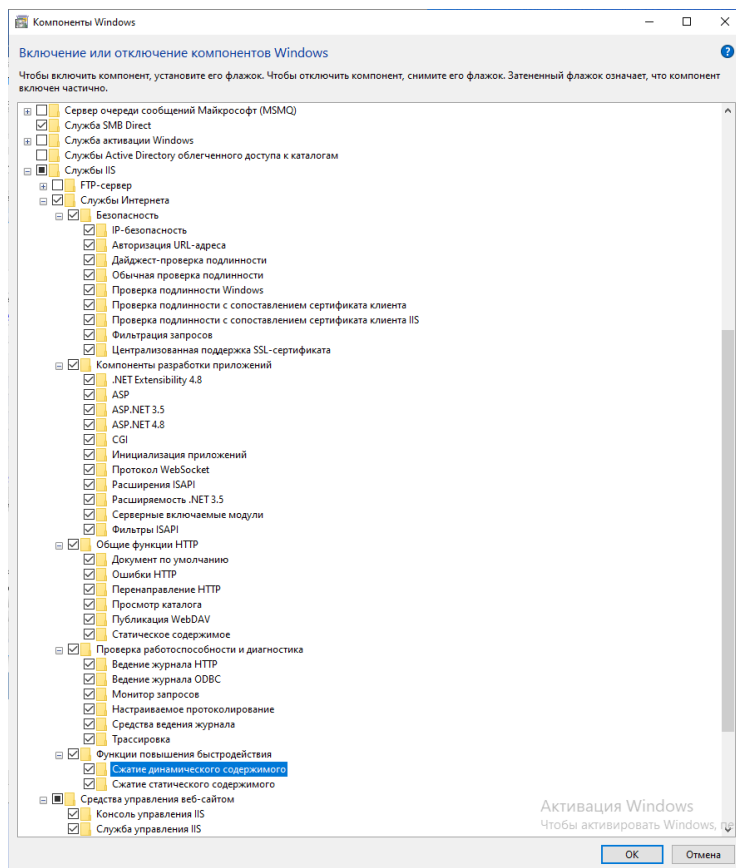 Компоненты Windows
Включение или отключение компонентов Windows
Чтобы включить компонент, установите его флажок. Чтобы отключить компонент, снимите его флажок. Затененный флажок означает, что компонент
включен частично.
Сервер очереди сообщений Майкрософт (MSMQ)
Служба SMB Direct
Служба активации Windows
Службы Active Directory облегченного доступа к каталогам
Службы IIS
FTP-сервер
Службы Интернета
Безопасность
IP-безопасность
Авторизация URL-адреса
Дайджест-проверка подлинности
Обычная проверка подлинности
Проверка подлинности Windows
Проверка подлинности с сопоставлением сертификата клиента
Проверка подлинности с сопоставлением сертификата клиента IIS
Фильтрация запросов
Централизованная поддержка SSL-сертификата
Компоненты разработки приложений
.NET Extensibility 4.8
ASP
ASP.NET 3.5
ASP.NET 4.8
CGI
Инициализация приложений
Протокол WebSocket
Расширения ISAPI
Расширяемость .NET 3.5
Серверные включаемые модули
Фильтры ISAPI
Общие функции HTTP
Документ по умолчанию
Ошибки HTTP
Перенаправление HTTP
Просмотр каталога
Публикация WebDAV
Статическое содержимое
Проверка работоспособности и диагностика
Ведение журнала HTTP
Ведение журнала ODBC
Монитор запросов
Настраиваемое протоколирование
Средства ведения журнала
Трассировка
Функции повышения быстродействия
Сжатие динамического содержимого
Сжатие статического содержимого
Средства управления веб-сайтом
Консоль управления IIS
Служба управления IIS
Активация Windows
Чтобы активировать Windows, пе
OK
Отмена